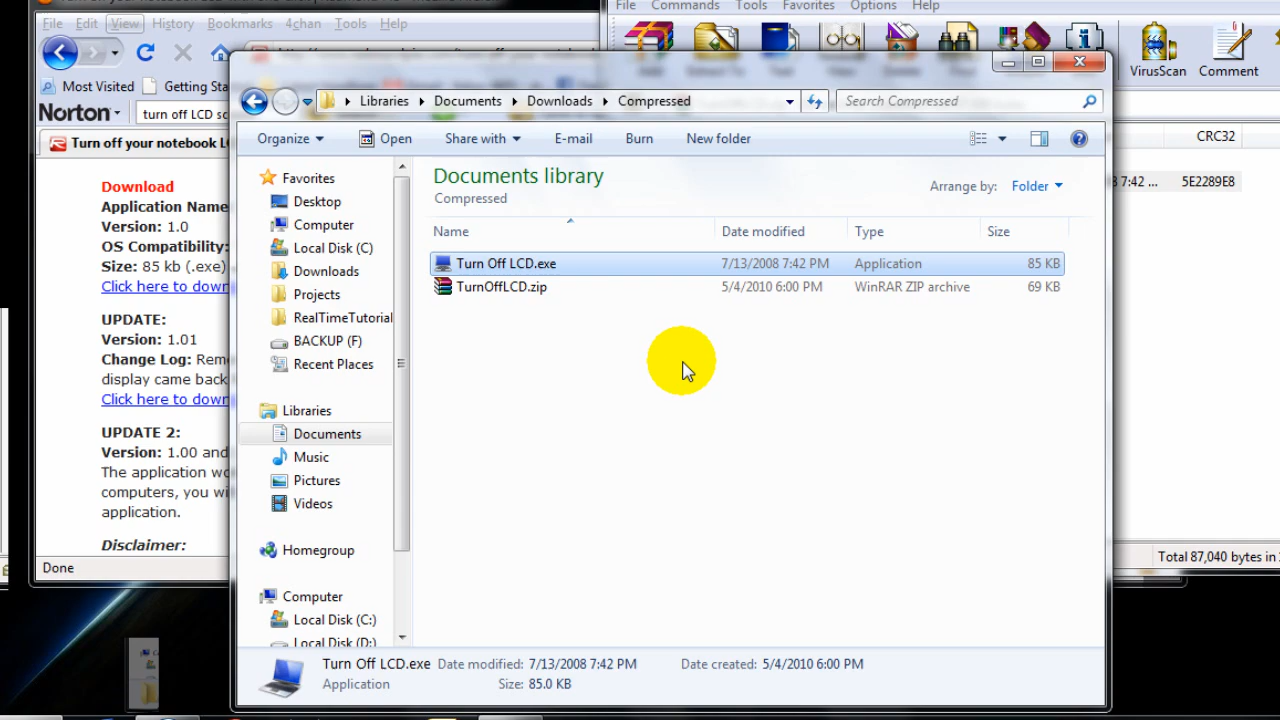 File Edit View History Bookmarks 4chan Tools Help
File Commands Tools Favorites Options Help
Most Visited Getting Sta
VirusScan Comment
Norton turn off LCD sc
Turn off your notebook L
CRC32
8 7:42 ... 5E2289E8
Download
Application Name
Version: 1.0
OS Compatibility:
Size: 85 kb (.exe)
Click here to down
UPDATE:
Version: 1.01
Change Log: Rem
display came back
Click here to down
UPDATE 2:
Version: 1.00 and
The application wo
computers, you wi
application.
Disclaimer:
Done
Total 87,040 bytes in
Libraries Documents Downloads Compressed
Search Compressed
Organize Open Share with E-mail Burn New folder
Favorites
Desktop
Computer
Local Disk (C)
Downloads
Projects
RealTimeTutorial
BACKUP (F)
Recent Places
Libraries
Documents
Music
Pictures
Videos
Homegroup
Computer
Local Disk (C:)
Local Disk (D:)
Documents library
Compressed
Arrange by: Folder
Name Date modified Type Size
Turn Off LCD.exe 7/13/2008 7:42 PM Application 85 KB
TurnOffLCD.zip 5/4/2010 6:00 PM WinRAR ZIP archive 69 KB
Turn Off LCD.exe Date modified: 7/13/2008 7:42 PM Date created: 5/4/2010 6:00 PM
Application Size: 85.0 KB